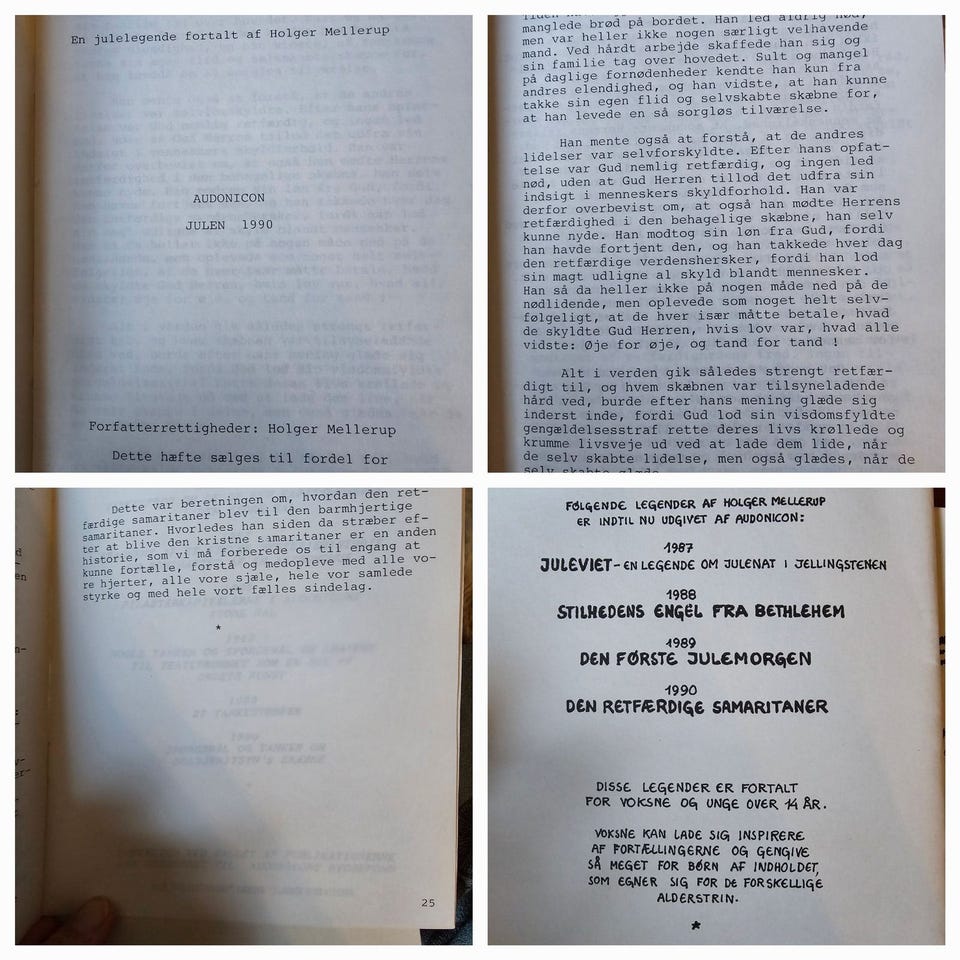 En julelegende fortalt af Holger Mellerup
AUDONICON
JULEN 1990
Forfatterrettigheder: Holger Mellerup
Dette hæfte sælges til fordel for
manglede brød på bordet. Han led aldrig nød,
men var heller ikke nogen særligt velhavende
mand. Ved hårdt arbejde skaffede han sig og
sin familie tag over hovedet. Sult og mangel
på daglige fornødenheder kendte han kun fra
andres elendighed, og han vidste, at han kunne
takke sin egen flid og selvskabte skæbne for,
at han levede en så sorgløs tilværelse.
Han mente også at forstå, at de andres
lidelser var selvforskyldte. Efter hans opfat-
telse var Gud nemlig retfærdig, og ingen led
nød, uden at Gud Herren tillod det udfra sin
indsigt i menneskers skyldforhold. Han var
derfor overbevist om, at også han mødte Herrens
retfærdighed i den behagelige skæbne, han selv
kunne nyde. Han modtog sin løn fra Gud, fordi
han havde fortjent den, og han takkede hver dag
den retfærdige verdenshersker, fordi han lod
sin magt udligne al skyld blandt mennesker.
Han så da heller ikke på nogen måde ned på de
nødlidende, men oplevede som noget helt selv-
følgeligt, at de hver især måtte betale, hvad
de skyldte Gud Herren, hvis lov var, hvad alle
vidste: Øje for øje, og tand for tand !
Alt i verden gik således strengt retfær-
digt til, og hvem skæbnen var tilsyneladende
hård ved, burde efter hans mening glæde sig
inderst inde, fordi Gud lod sin visdomsfyldte
gengældelsesstraf rette deres livs krøllede og
krumme livsveje ud ved at lade dem lide, når
de selv skabte lidelse, men også glædes, når de
selv skabte glæde.
Dette var beretningen om, hvordan den ret-
færdige samaritaner blev til den barmhjertige
samaritaner. Hvorledes han siden da stræber ef-
ter at blive den kristne samaritaner er en anden
historie, som vi må forberede os til engang at
kunne fortælle, forstå og medopleve med alle vo-
re hjerter, alle vore sjæle, hele vor samlede
styrke og med hele vort fælles sindelag.
*
25
FØLGENDE LEGENDER AF HOLGER MELLERUP
ER INDTIL NU UDGIVET AF AUDONICON:
1987
JULEVIET - EN LEGENDE OM JULENAT I JELLINGSTENEN
1988
STILHEDENS ENGEL FRA BETHLEHEM
1989
DEN FØRSTE JULEMORGEN
1990
DEN RETFÆRDIGE SAMARITANER
DISSE LEGENDER ER FORTALT
FOR VOKSNE OG UNGE OVER 14 ÅR.
VOKSNE KAN LADE SIG INSPIRERE
AF FORTÆLLINGERNE OG GENGIVE
SÅ MEGET FOR BØRN AF INDHOLDET,
SOM EGNER SIG FOR DE FORSKELLIGE
ALDERSTRIN.
*